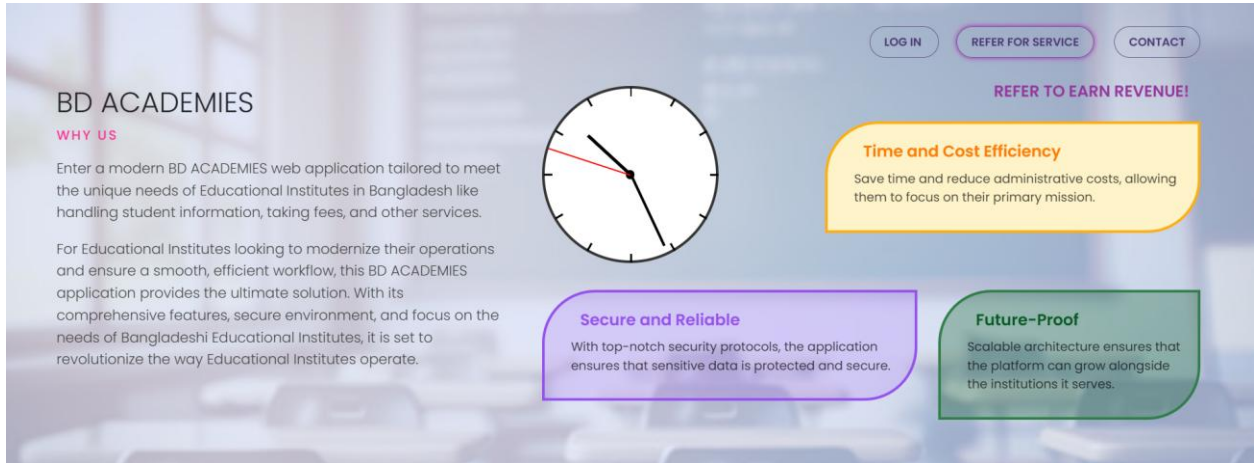 LOG IN
REFER FOR SERVICE
CONTACT
REFER TO EARN REVENUE!
BD ACADEMIES
WHY US
Enter a modern BD ACADEMIES web application tailored to meet
the unique needs of Educational Institutes in Bangladesh like
handling student information, taking fees, and other services.
For Educational Institutes looking to modernize their operations
and ensure a smooth, efficient workflow, this BD ACADEMIES
application provides the ultimate solution. With its
comprehensive features, secure environment, and focus on the
needs of Bangladeshi Educational Institutes, it is set to
revolutionize the way Educational Institutes operate.
Time and Cost Efficiency
Save time and reduce administrative costs, allowing
them to focus on their primary mission.
Secure and Reliable
With top-notch security protocols, the application
ensures that sensitive data is protected and secure.
Future-Proof
Scalable architecture ensures that
the platform can grow alongside
the institutions it serves.